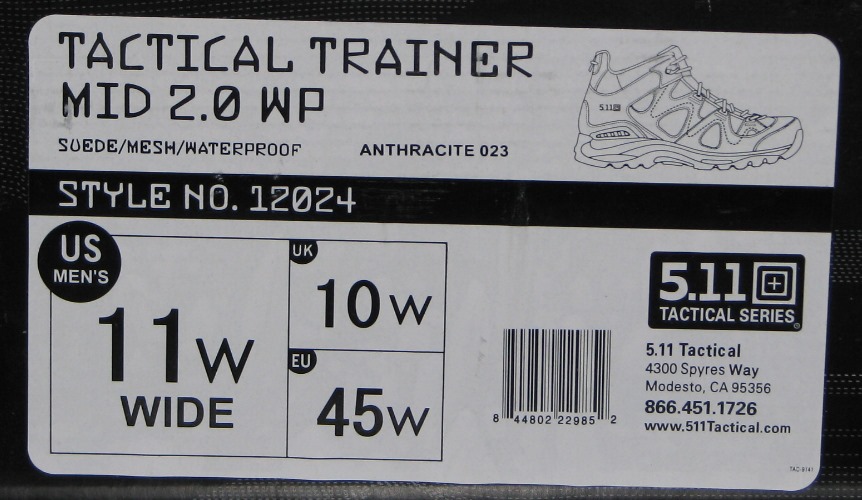 TACTICAL TRAINER
MID 2.0 WP
SUEDE/MESH/WATERPROOF
ANTHRACITE 023
5.11
STYLE NO. 12024
US
MEN'S
11W
WIDE
UK
10W
EU
45W
8 44802 22985 2
5.11
TACTICAL SERIES
5.11 Tactical
4300 Spyres Way
Modesto, CA 95356
866.451.1726
www.511Tactical.com